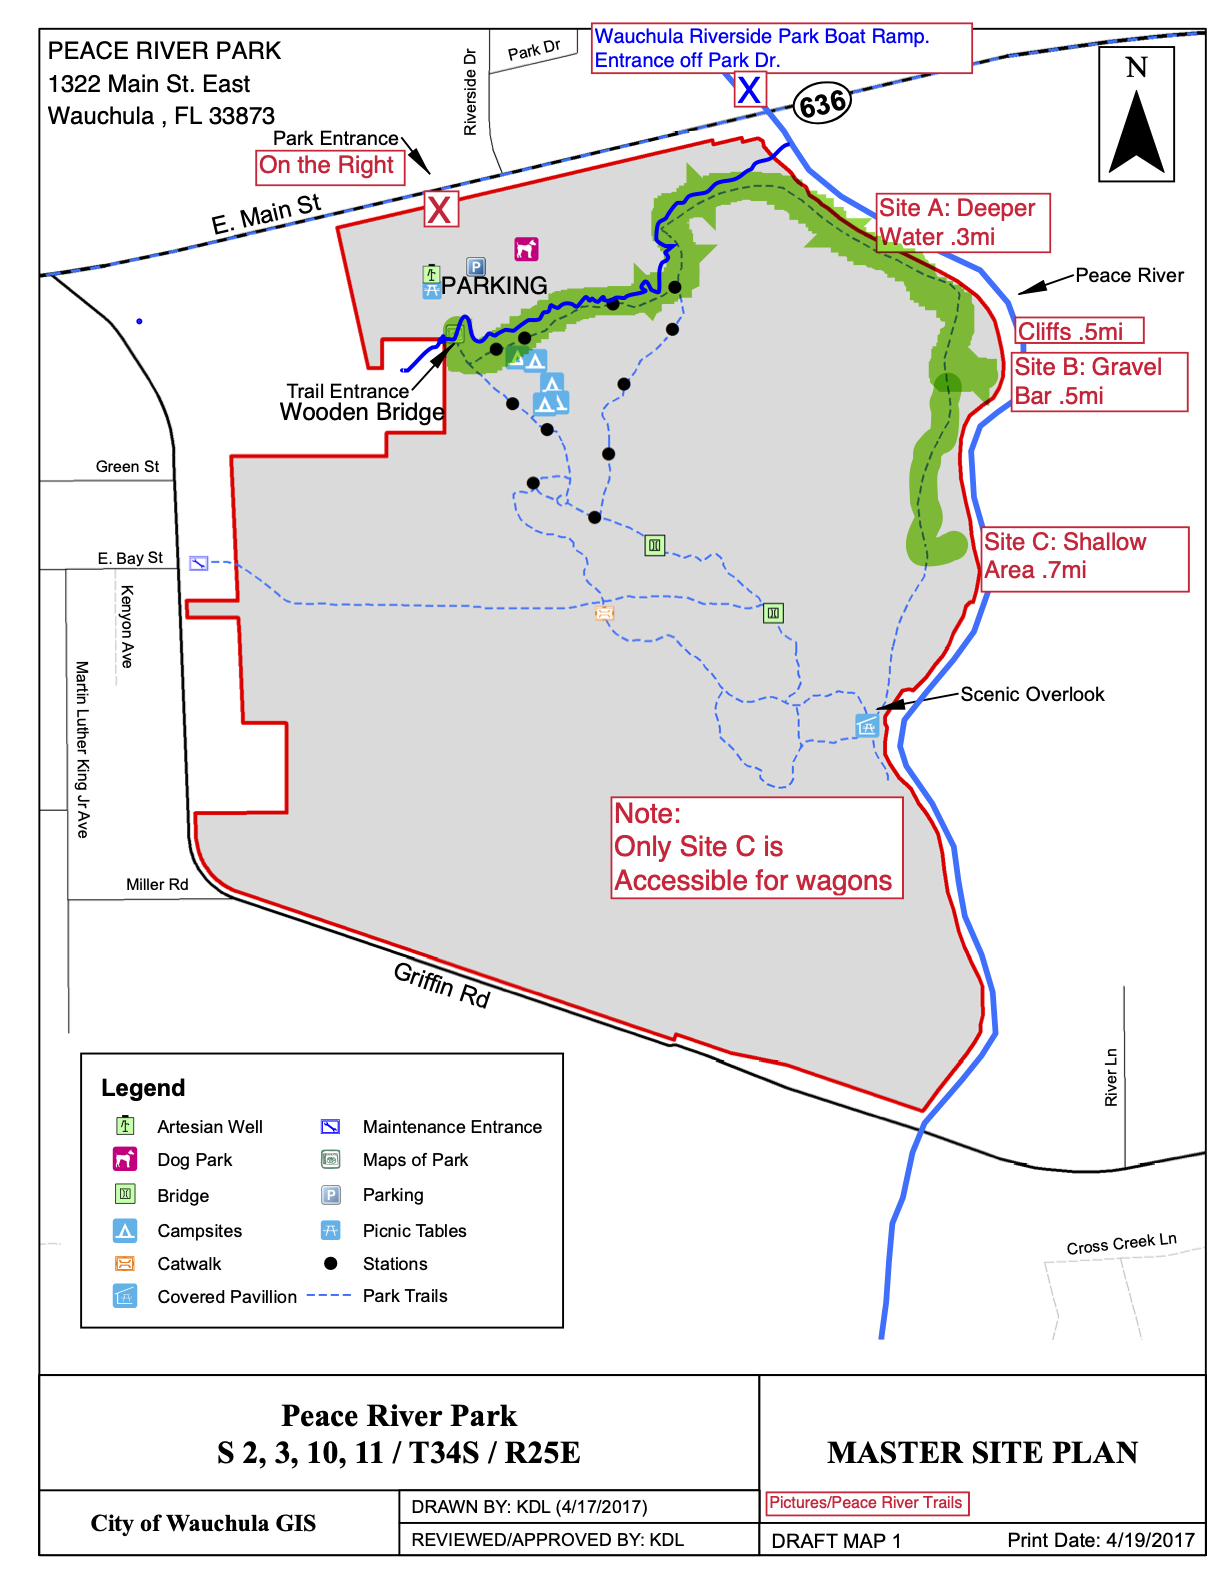 PEACE RIVER PARK
1322 Main St. East
Wauchula , FL 33873
Riverside Dr
Park Dr
Wauchula Riverside Park Boat Ramp.
Entrance off Park Dr.
X
636
N
Park Entrance
On the Right
X
E. Main St
P
PARKING
Site A: Deeper
Water .3mi
Peace River
Cliffs .5mi
Site B: Gravel
Bar .5mi
Trail Entrance
Wooden Bridge
Green St
E. Bay St
Kenyon Ave
Martin Luther King Jr Ave
Site C: Shallow
Area .7mi
Scenic Overlook
Note:
Only Site C is
Accessible for wagons
Miller Rd
Griffin Rd
River Ln
Cross Creek Ln
Legend
Artesian Well
Maintenance Entrance
Dog Park
Maps of Park
Bridge
P
Parking
Campsites
Picnic Tables
Catwalk
Stations
Covered Pavillion
Park Trails
Peace River Park
S 2, 3, 10, 11 / T34S / R25E
MASTER SITE PLAN
City of Wauchula GIS
DRAWN BY: KDL (4/17/2017)
Pictures/Peace River Trails
REVIEWED/APPROVED BY: KDL
DRAFT MAP 1
Print Date: 4/19/2017